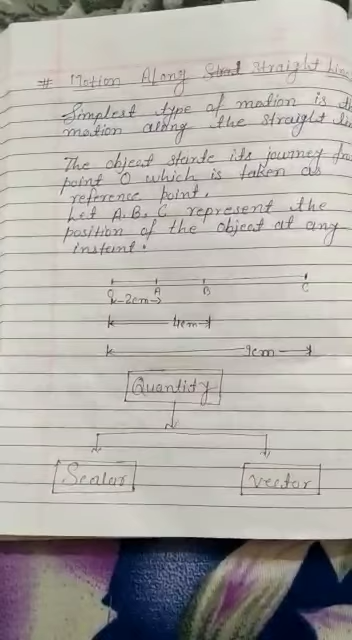 # Motion Along Straight Line
Simplest type of motion is the
motion along the straight line
The object starts its journey from
point O which is taken as
reference point.
Let A, B, C represent the
position of the object at any
instant.
O A B C
2cm
4cm
9cm
Quantity
Scalar Vector